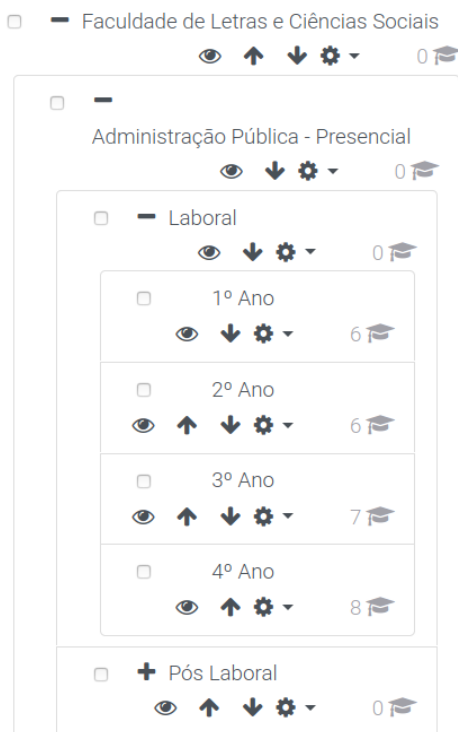 Faculdade de Letras e Ciências Sociais
0
Administração Pública - Presencial
0
Laboral
0
1º Ano
6
2º Ano
6
3º Ano
7
4º Ano
8
Pós Laboral
0